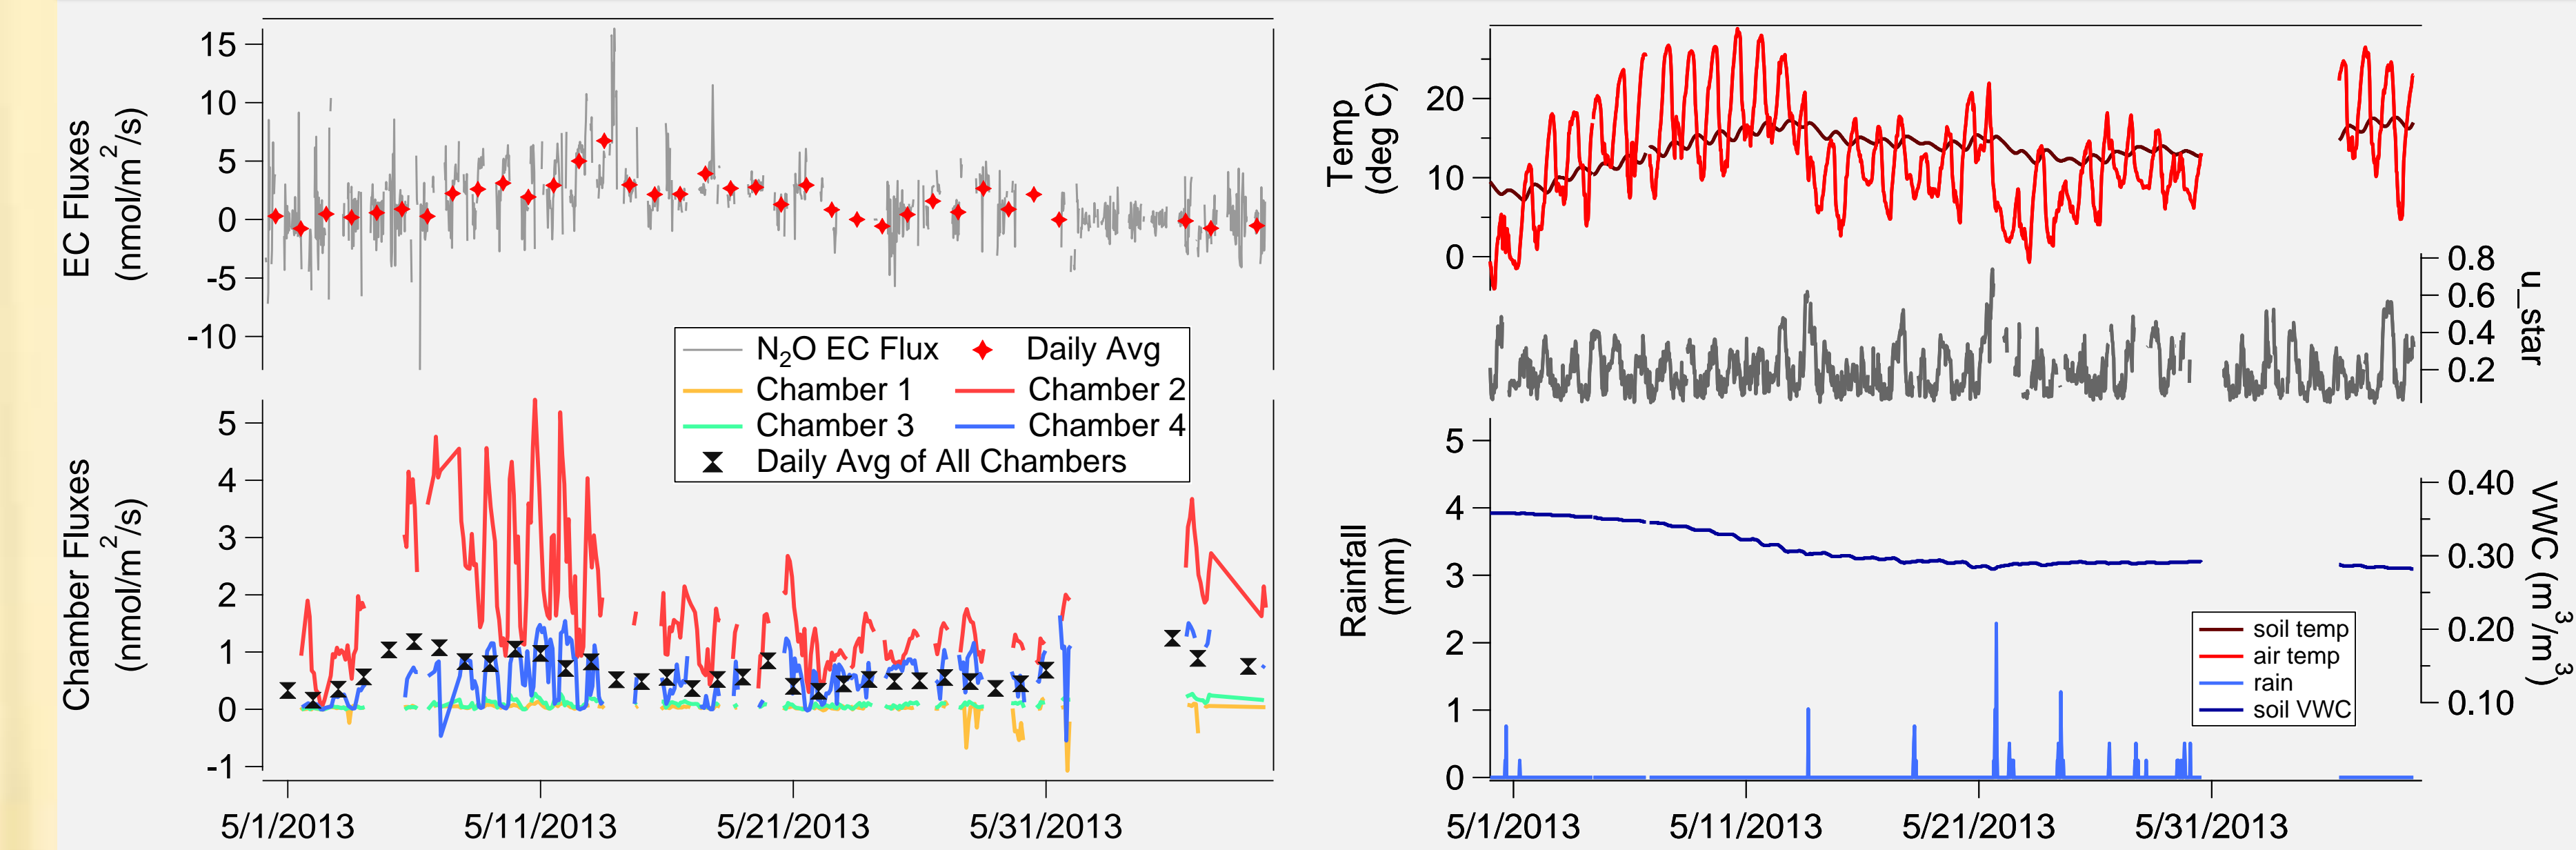 15
10
5
0
-5
-10
EC Fluxes
(nmol/m²/s)
N₂O EC Flux
Daily Avg
Chamber 1
Chamber 2
Chamber 3
Chamber 4
Daily Avg of All Chambers
5
4
3
2
1
0
-1
Chamber Fluxes
(nmol/m²/s)
5/1/2013
5/11/2013
5/21/2013
5/31/2013
Temp
(deg C)
20
10
0
0.8
0.6
0.4
0.2
u_star
Rainfall
(mm)
5
4
3
2
1
0
0.40
0.30
0.20
0.10
VWC (m³/m³)
soil temp
air temp
rain
soil VWC
5/1/2013
5/11/2013
5/21/2013
5/31/2013